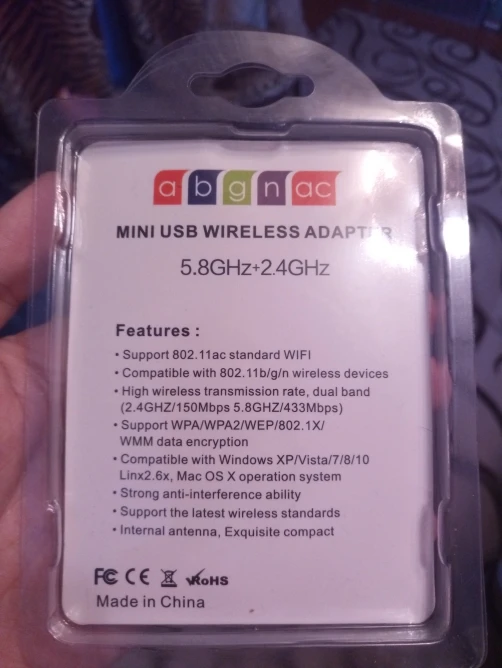 a b g n ac
MINI USB WIRELESS ADAPTER
5.8GHz+2.4GHz
Features :
• Support 802.11ac standard WIFI
• Compatible with 802.11b/g/n wireless devices
• High wireless transmission rate, dual band
(2.4GHZ/150Mbps 5.8GHZ/433Mbps)
• Support WPA/WPA2/WEP/802.1X/
WMM data encryption
• Compatible with Windows XP/Vista/7/8/10
Linx2.6x, Mac OS X operation system
• Strong anti-interference ability
• Support the latest wireless standards
• Internal antenna, Exquisite compact
FC CE RoHS
Made in China